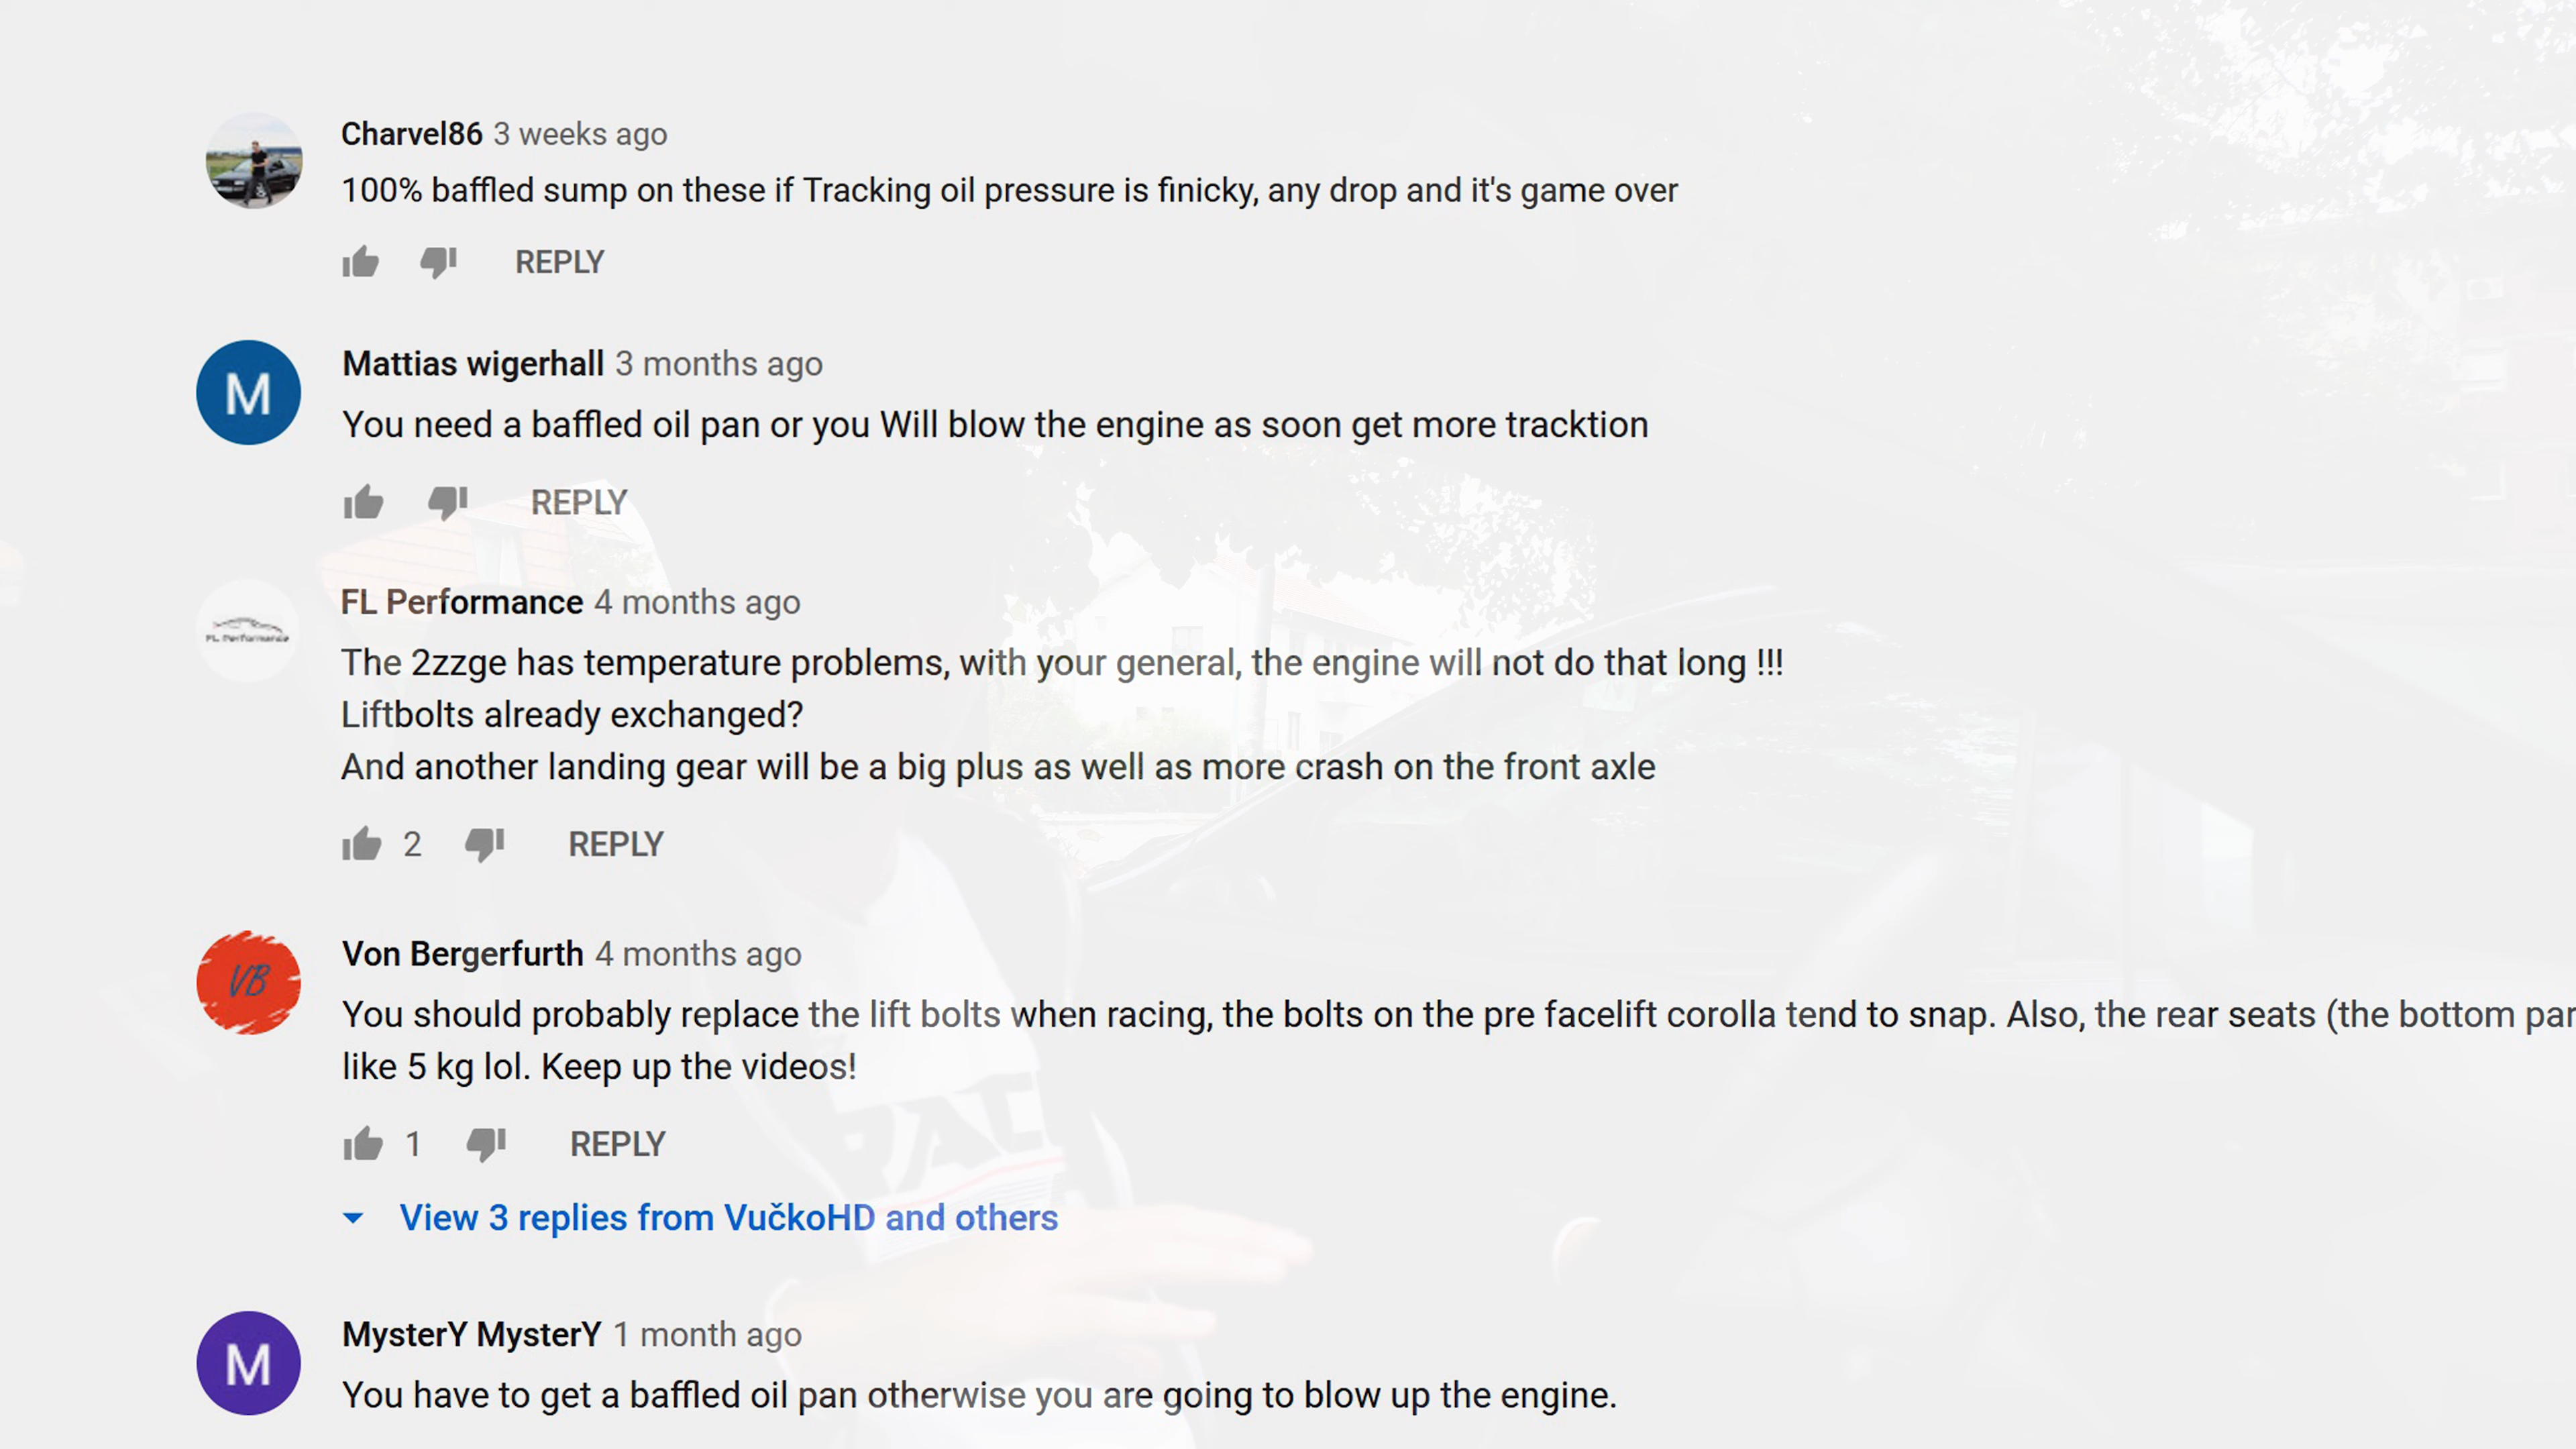 Charvel86 3 weeks ago
100% baffled sump on these if Tracking oil pressure is finicky, any drop and it's game over
REPLY
M
Mattias wigerhall 3 months ago
You need a baffled oil pan or you Will blow the engine as soon get more tracktion
REPLY
FL Performance
FL Performance 4 months ago
The 2zzge has temperature problems, with your general, the engine will not do that long !!!
Liftbolts already exchanged?
And another landing gear will be a big plus as well as more crash on the front axle
2 REPLY
VB
Von Bergerfurth 4 months ago
You should probably replace the lift bolts when racing, the bolts on the pre facelift corolla tend to snap. Also, the rear seats (the bottom par
like 5 kg lol. Keep up the videos!
1 REPLY
View 3 replies from VučkoHD and others
M
MysterY MysterY 1 month ago
You have to get a baffled oil pan otherwise you are going to blow up the engine.